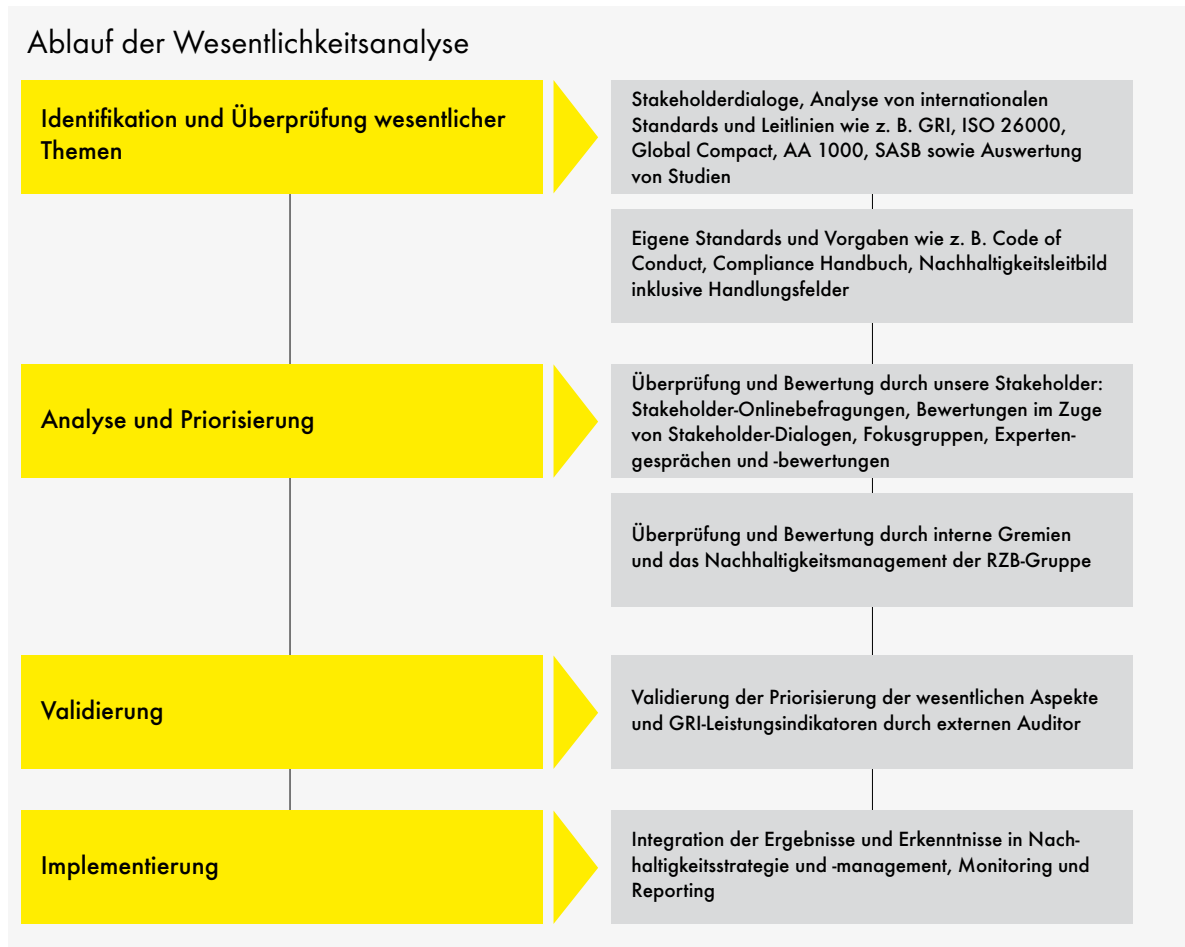 Ablauf der Wesentlichkeitsanalyse
Identifikation und Überprüfung wesentlicher
Themen
Stakeholderdialoge, Analyse von internationalen
Standards und Leitlinien wie z. B. GRI, ISO 26000,
Global Compact, AA 1000, SASB sowie Auswertung
von Studien
Eigene Standards und Vorgaben wie z. B. Code of
Conduct, Compliance Handbuch, Nachhaltigkeitsleitbild
inklusive Handlungsfelder
Analyse und Priorisierung
Überprüfung und Bewertung durch unsere Stakeholder:
Stakeholder-Onlinebefragungen, Bewertungen im Zuge
von Stakeholder-Dialogen, Fokusgruppen, Experten-
gesprächen und -bewertungen
Überprüfung und Bewertung durch interne Gremien
und das Nachhaltigkeitsmanagement der RZB-Gruppe
Validierung
Validierung der Priorisierung der wesentlichen Aspekte
und GRI-Leistungsindikatoren durch externen Auditor
Implementierung
Integration der Ergebnisse und Erkenntnisse in Nach-
haltigkeitsstrategie und -management, Monitoring und
Reporting